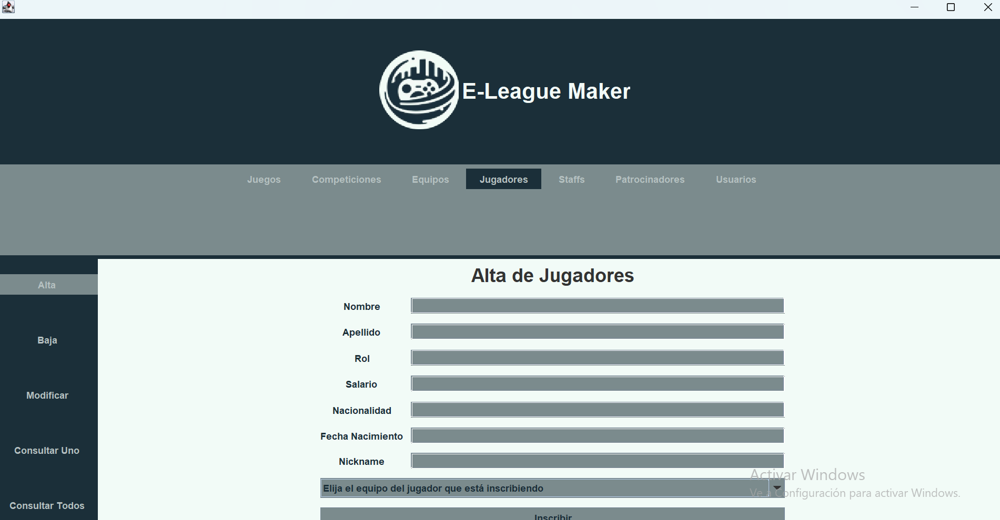 E-League Maker
Juegos Competiciones Equipos Jugadores Staffs Patrocinadores Usuarios
Alta
Baja
Modificar
Consultar Uno
Consultar Todos
Alta de Jugadores
Nombre
Apellido
Rol
Salario
Nacionalidad
Fecha Nacimiento
Nickname
Elija el equipo del jugador que está inscribiendo
Inscribir
Activar Windows
Ve a Configuración para activar Windows.